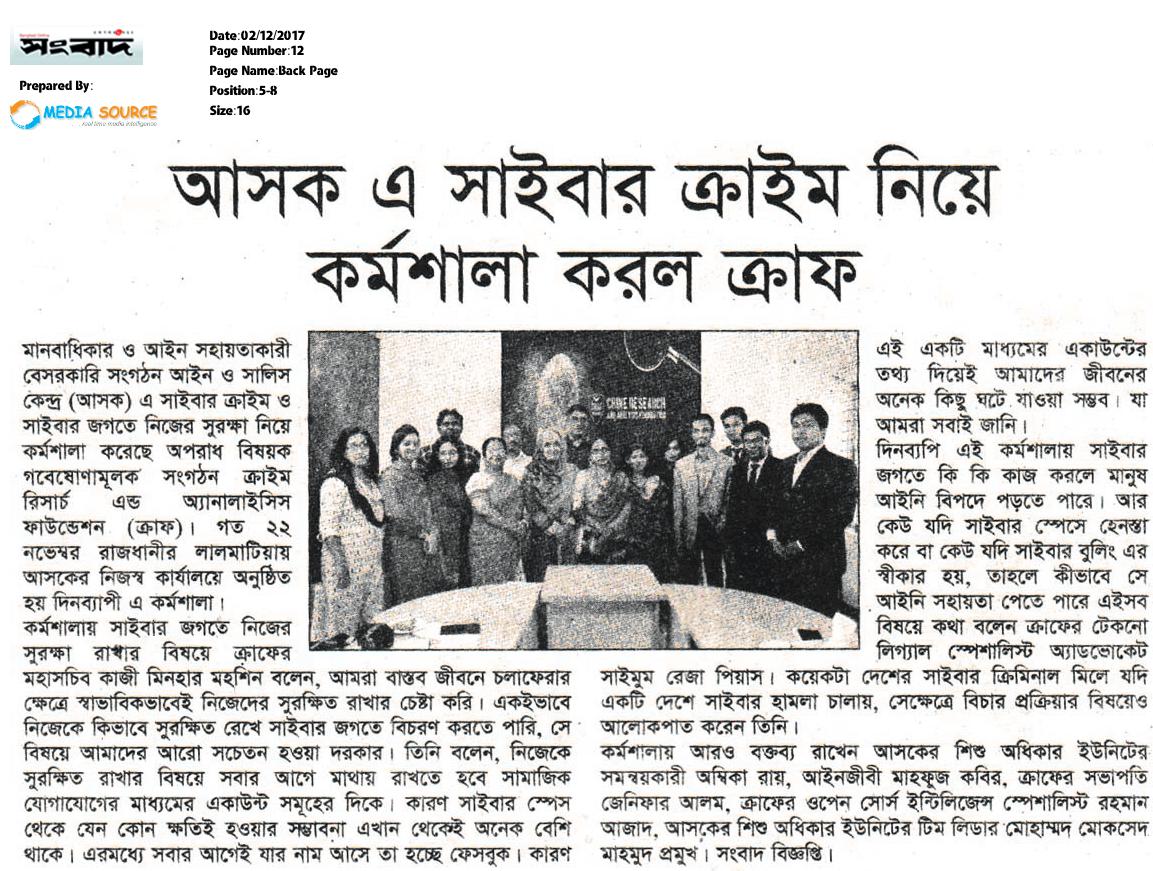 সংবাদ
Prepared By:
MEDIA SOURCE
...real time media intelligence
Date:02/12/2017
Page Number:12
Page Name:Back Page
Position:5-8
Size:16
আসক এ সাইবার ক্রাইম নিয়ে
কর্মশালা করল ক্রাফ
মানবাধিকার ও আইন সহায়তাকারী
বেসরকারি সংগঠন আইন ও সালিস
কেন্দ্র (আসক) এ সাইবার ক্রাইম ও
সাইবার জগতে নিজের সুরক্ষা নিয়ে
কর্মশালা করেছে অপরাধ বিষয়ক
গবেষোণামূলক সংগঠন ক্রাইম
রিসার্চ এন্ড অ্যানালাইসিস
ফাউন্ডেশন (ক্রাফ)। গত ২২
নভেম্বর রাজধানীর লালমাটিয়ায়
আসকের নিজস্ব কার্যালয়ে অনুষ্ঠিত
হয় দিনব্যাপী এ কর্মশালা।
কর্মশালায় সাইবার জগতে নিজের
সুরক্ষা রাখার বিষয়ে ক্রাফের
মহাসচিব কাজী মিনহার মহশিন বলেন, আমরা বাস্তব জীবনে চলাফেরার
ক্ষেত্রে স্বাভাবিকভাবেই নিজেদের সুরক্ষিত রাখার চেষ্টা করি। একইভাবে
নিজেকে কিভাবে সুরক্ষিত রেখে সাইবার জগতে বিচরণ করতে পারি, সে
বিষয়ে আমাদের আরো সচেতন হওয়া দরকার। তিনি বলেন, নিজেকে
সুরক্ষিত রাখার বিষয়ে সবার আগে মাথায় রাখতে হবে সামাজিক
যোগাযোগের মাধ্যমের একাউন্ট সমূহের দিকে। কারণ সাইবার স্পেস
থেকে যেন কোন ক্ষতিই হওয়ার সম্ভাবনা এখান থেকেই অনেক বেশি
থাকে। এরমধ্যে সবার আগেই যার নাম আসে তা হচ্ছে ফেসবুক। কারণ
CRIME RESEARCH
AND ANALYSIS FOUNDATION
এই একটি মাধ্যমের একাউন্টের
তথ্য দিয়েই আমাদের জীবনের
অনেক কিছু ঘটে যাওয়া সম্ভব। যা
আমরা সবাই জানি।
দিনব্যপি এই কর্মশালায় সাইবার
জগতে কি কি কাজ করলে মানুষ
আইনি বিপদে পড়তে পারে। আর
কেউ যদি সাইবার স্পেসে হেনস্তা
করে বা কেউ যদি সাইবার বুলিং এর
স্বীকার হয়, তাহলে কীভাবে সে
আইনি সহায়তা পেতে পারে এইসব
বিষয়ে কথা বলেন ক্রাফের টেকনো
লিগ্যাল স্পেশালিস্ট অ্যাডভোকেট
সাইমুম রেজা পিয়াস। কয়েকটা দেশের সাইবার ক্রিমিনাল মিলে যদি
একটি দেশে সাইবার হামলা চালায়, সেক্ষেত্রে বিচার প্রক্রিয়ার বিষয়েও
আলোকপাত করেন তিনি।
কর্মশালায় আরও বক্তব্য রাখেন আসকের শিশু অধিকার ইউনিটের
সমন্বয়কারী অম্বিকা রায়, আইনজীবী মাহফুজ কবির, ক্রাফের সভাপতি
জেনিফার আলম, ক্রাফের ওপেন সোর্স ইন্টিলিজেন্স স্পেশালিস্ট রহমান
আজাদ, আসকের শিশু অধিকার ইউনিটের টিম লিডার মোহাম্মদ মোকসেদ
মাহমুদ প্রমুখ। সংবাদ বিজ্ঞপ্তি।